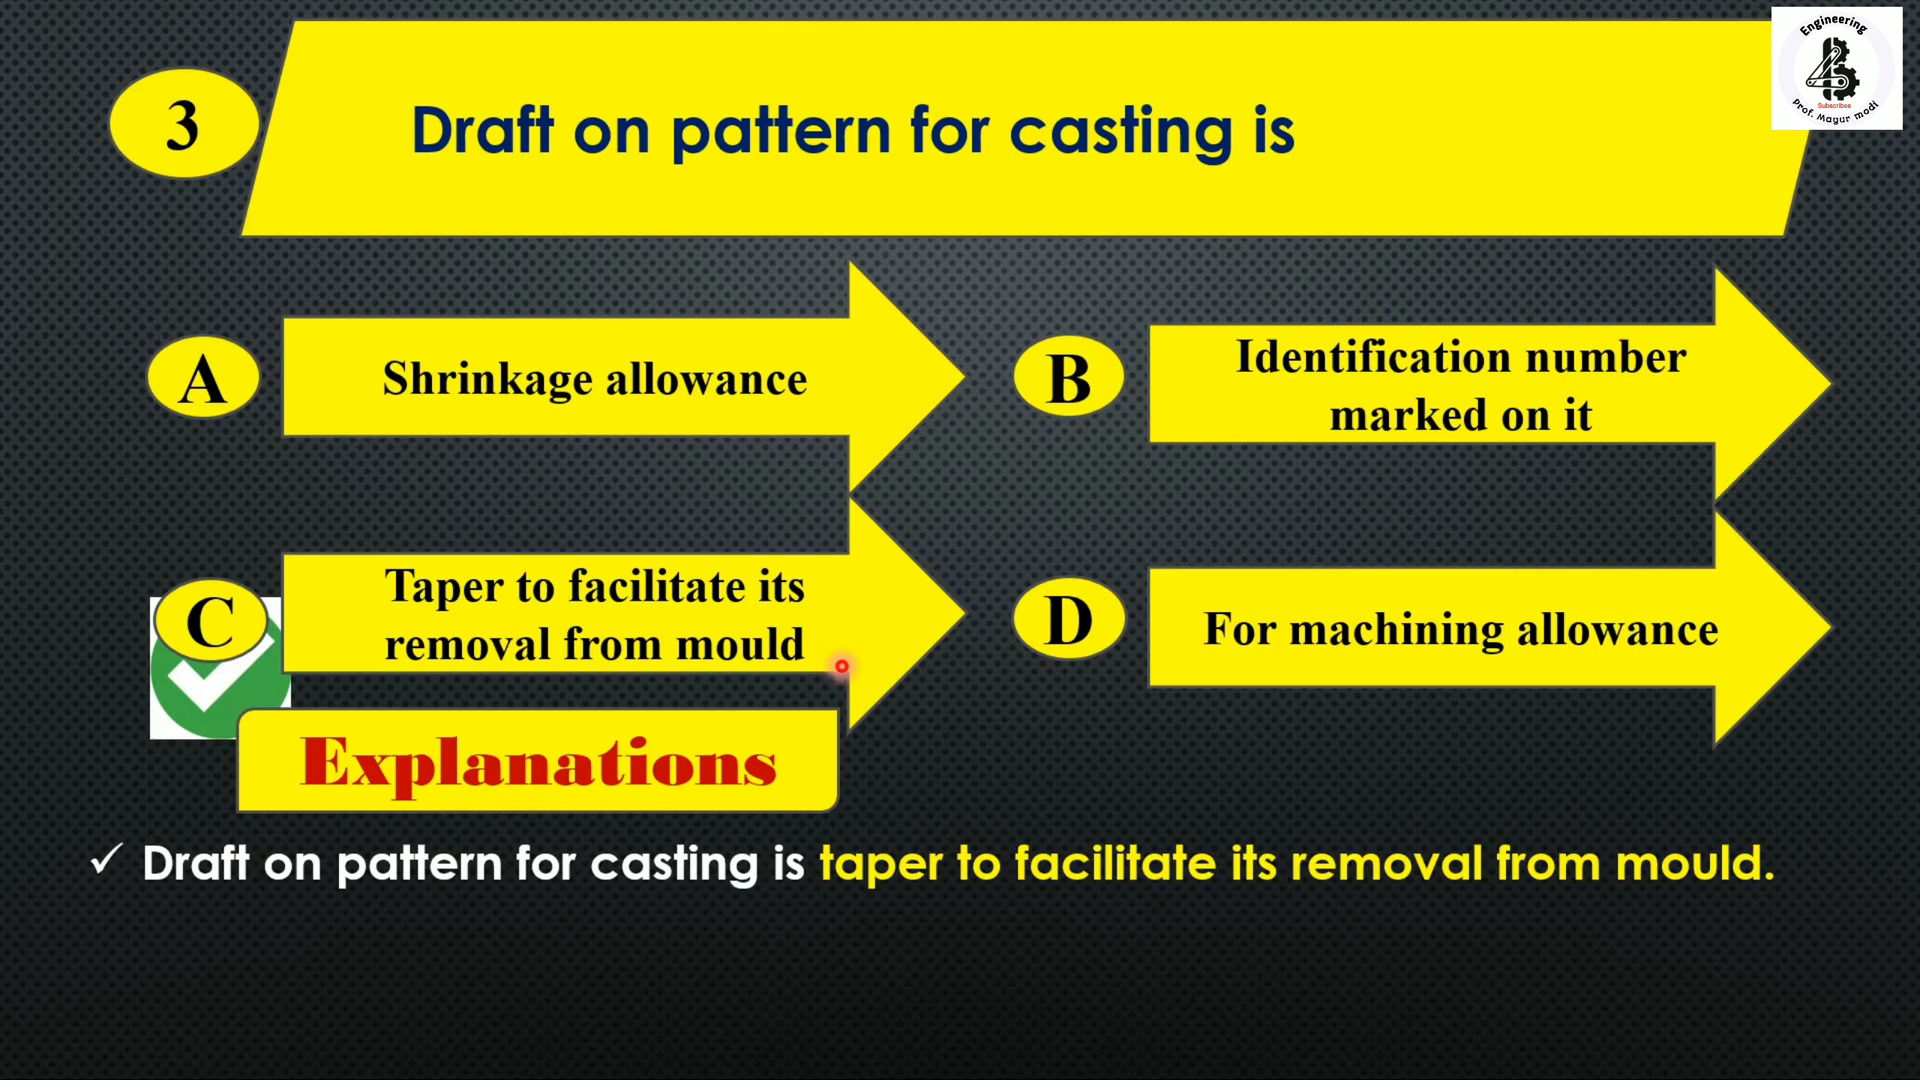 Engineering
Subscribes
Prof. Mayur modi
3
Draft on pattern for casting is
A
Shrinkage allowance
B
Identification number
marked on it
C
Taper to facilitate its
removal from mould
D
For machining allowance
Explanations
✓ Draft on pattern for casting is taper to facilitate its removal from mould.